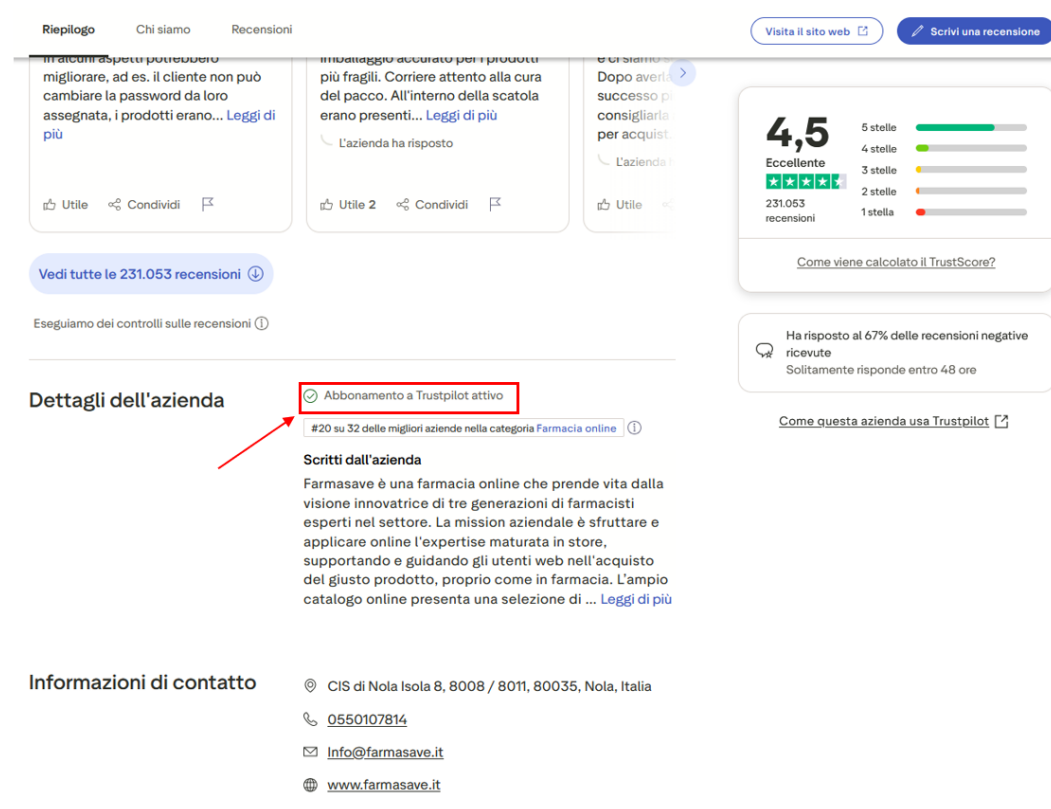 Riepilogo
Chi siamo
Recensioni
Visita il sito web
Scrivi una recensione
in alcuni aspetti potrebbero
migliorare, ad es. il cliente non può
cambiare la password da loro
assegnata, i prodotti erano... Leggi di
più
Utile
Condividi
imballaggio accurato per i prodotti
più fragili. Corriere attento alla cura
del pacco. All'interno della scatola
erano presenti... Leggi di più
L'azienda ha risposto
Utile 2
Condividi
e ci siamo
Dopo averl
successo p
consigliarla
per acquist
L'azienda
Utile
4,5
Eccellente
231.053
recensioni
5 stelle
4 stelle
3 stelle
2 stelle
1 stella
Come viene calcolato il TrustScore?
Vedi tutte le 231.053 recensioni
Eseguiamo dei controlli sulle recensioni
Ha risposto al 67% delle recensioni negative
ricevute
Solitamente risponde entro 48 ore
Come questa azienda usa Trustpilot
Dettagli dell'azienda
Abbonamento a Trustpilot attivo
#20 su 32 delle migliori aziende nella categoria Farmacia online
Scritti dall'azienda
Farmasave è una farmacia online che prende vita dalla
visione innovatrice di tre generazioni di farmacisti
esperti nel settore. La mission aziendale è sfruttare e
applicare online l'expertise maturata in store,
supportando e guidando gli utenti web nell'acquisto
del giusto prodotto, proprio come in farmacia. L'ampio
catalogo online presenta una selezione di ... Leggi di più
Informazioni di contatto
CIS di Nola Isola 8, 8008 / 8011, 80035, Nola, Italia
0550107814
Info@farmasave.it
www.farmasave.it